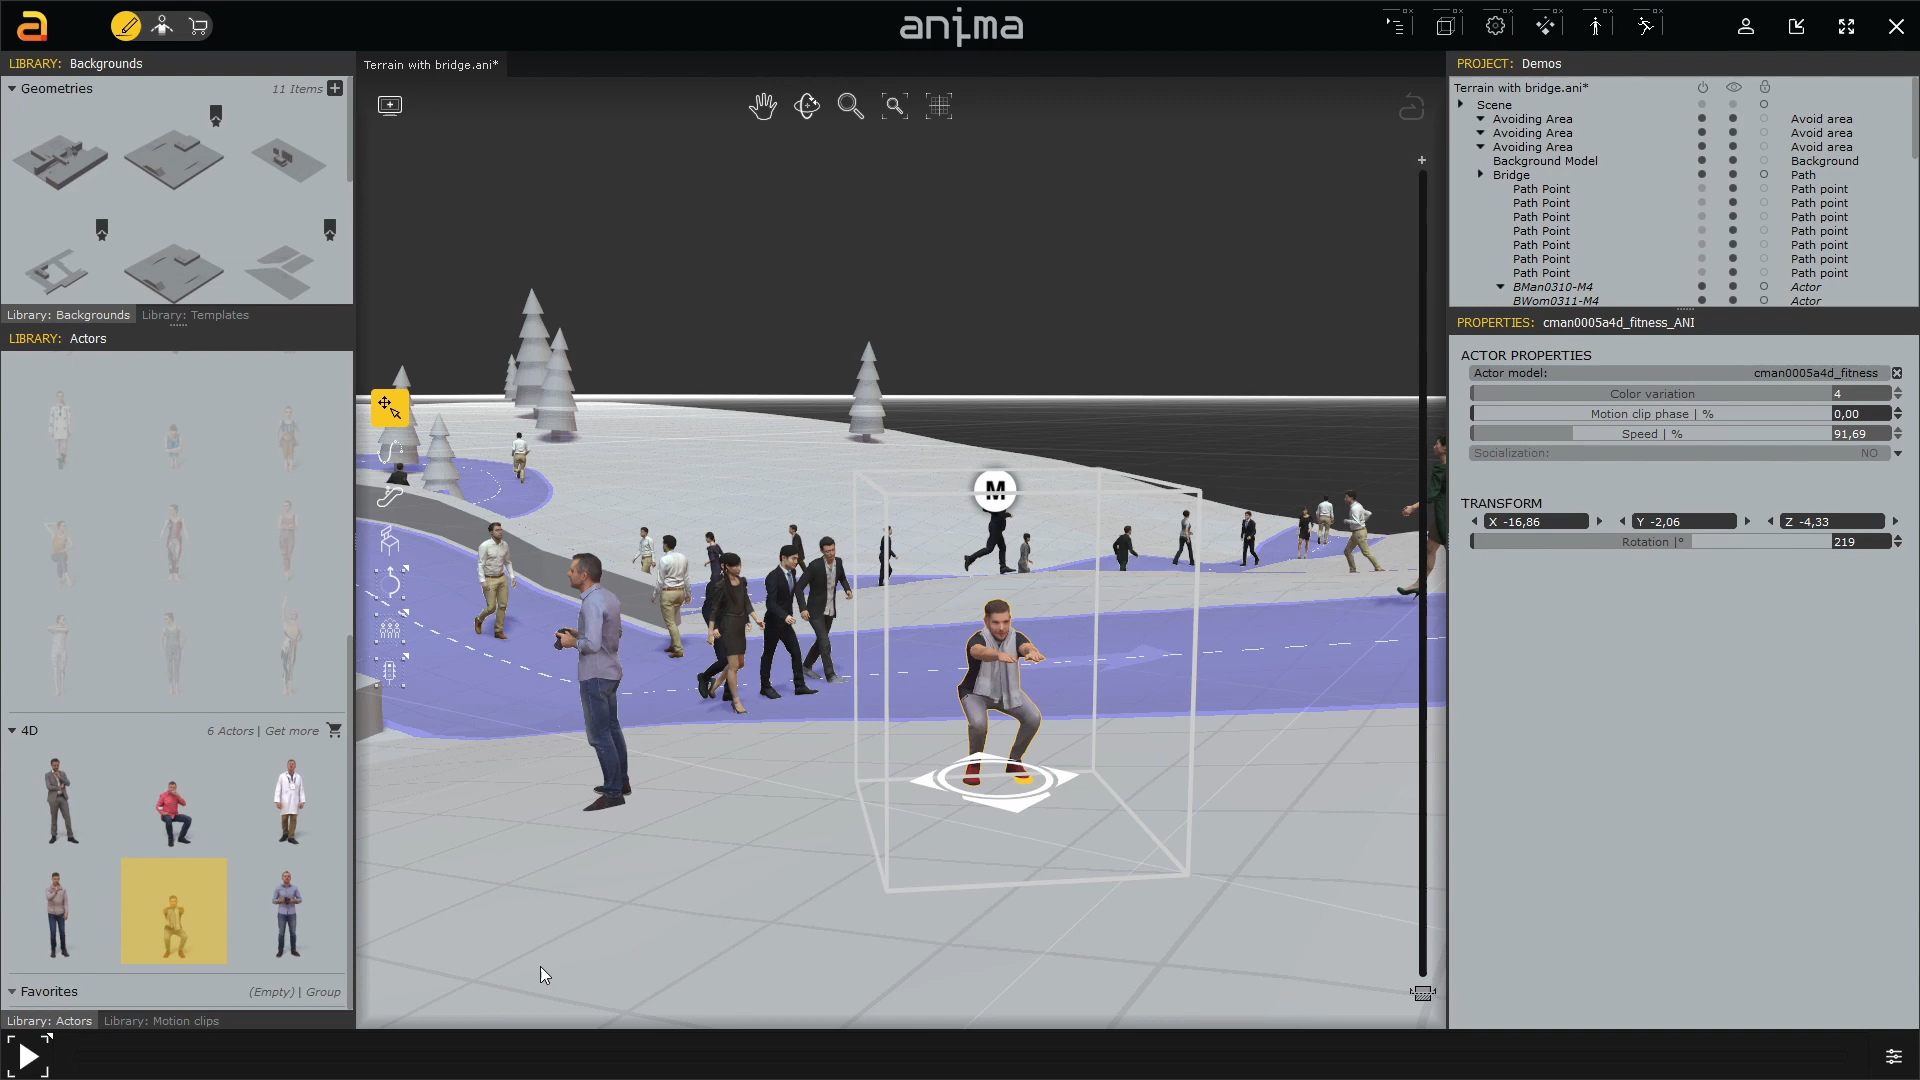 anima
LIBRARY: Backgrounds
Geometries
11 Items
Library: Backgrounds
Library: Templates
LIBRARY: Actors
4D
6 Actors | Get more
Favorites
(Empty) | Group
Library: Actors
Library: Motion clips
Terrain with bridge.ani*
M
PROJECT: Demos
Terrain with bridge.ani*
Scene
Avoiding Area Avoid area
Avoiding Area Avoid area
Avoiding Area Avoid area
Background Model Background
Bridge Path
Path Point Path point
Path Point Path point
Path Point Path point
Path Point Path point
Path Point Path point
Path Point Path point
Path Point Path point
BMan0310-M4 Actor
BWom0311-M4 Actor
PROPERTIES: cman0005a4d_fitness_ANI
ACTOR PROPERTIES
Actor model: cman0005a4d_fitness
Color variation 4
Motion clip phase | % 0,00
Speed | % 91,69
Socialization: NO
TRANSFORM
X -16,86 Y -2,06 Z -4,33
Rotation |° 219